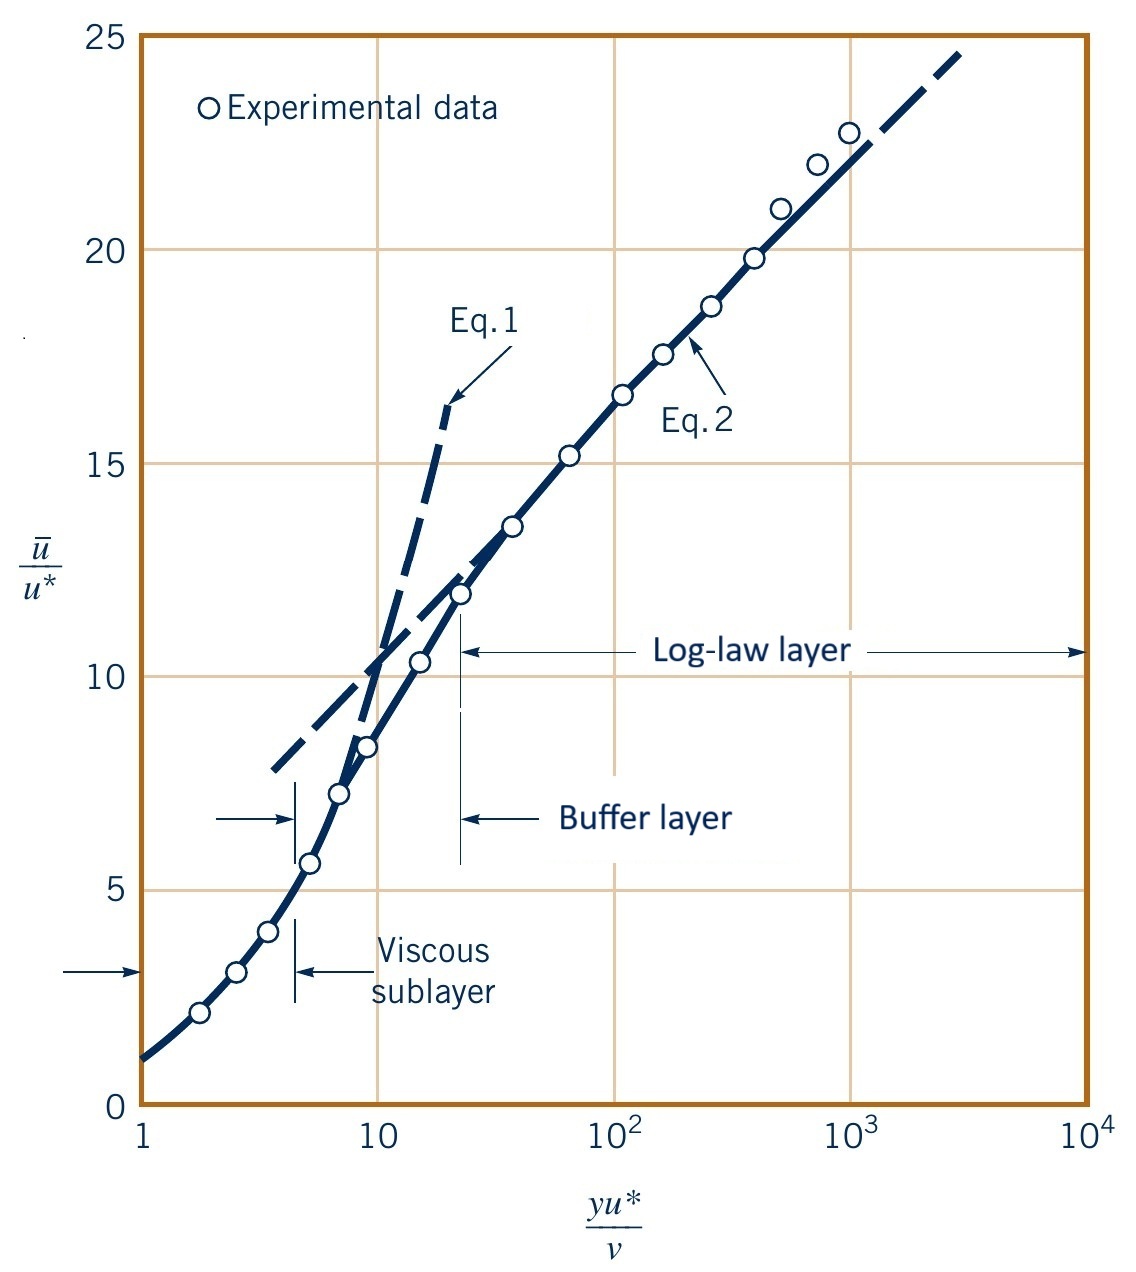 25
Experimental data
20
Eq.1
Eq.2
15
ū
u*
Log-law layer
10
Buffer layer
5
Viscous
sublayer
0
1 10 10² 10³ 10⁴
yu*
ν